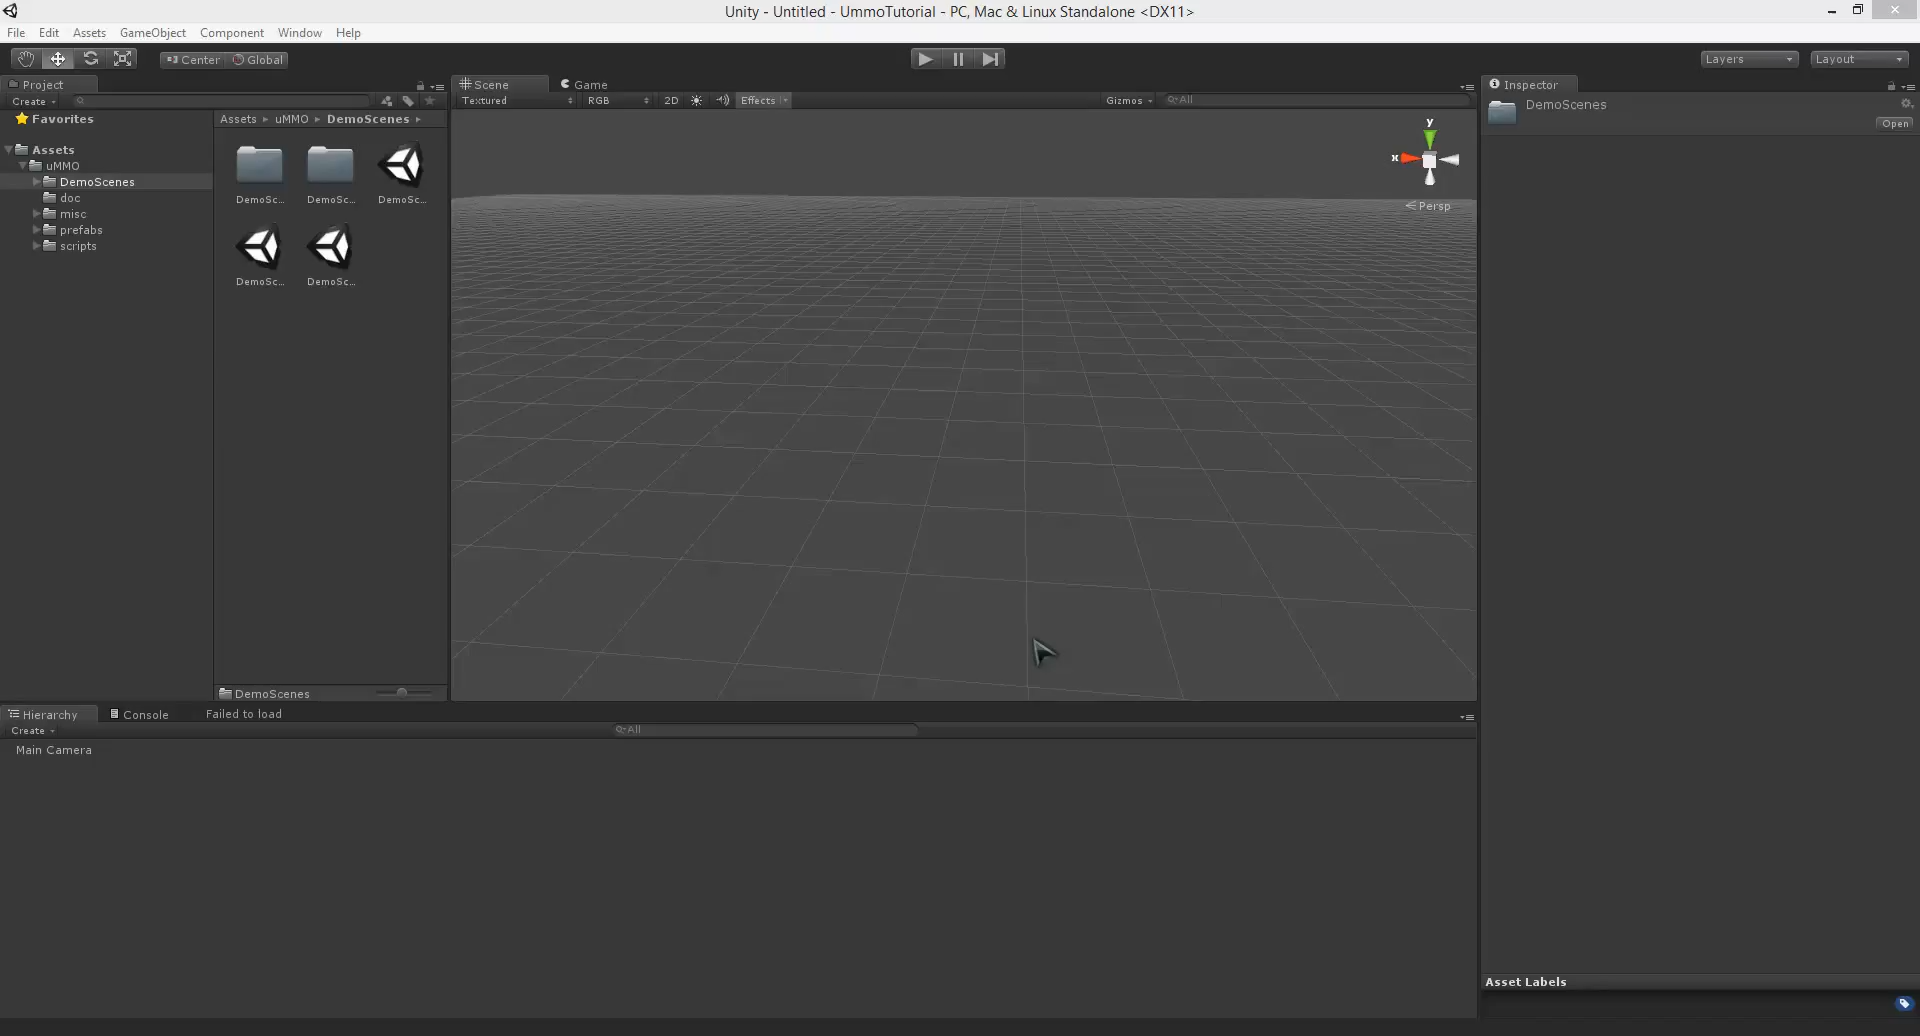 Unity - Untitled - UmmoTutorial - PC, Mac & Linux Standalone <DX11>
File Edit Assets GameObject Component Window Help
Center Global Layers Layout
Project
Create
Favorites
Assets
uMMO
DemoScenes
doc
misc
prefabs
scripts
Assets uMMO DemoScenes
DemoSc... DemoSc... DemoSc...
DemoSc... DemoSc...
DemoScenes
Scene Game
Textured RGB 2D Effects Gizmos All
y
x
Persp
Inspector
DemoScenes
Open
Hierarchy Console Failed to load
Create All
Main Camera
Asset Labels